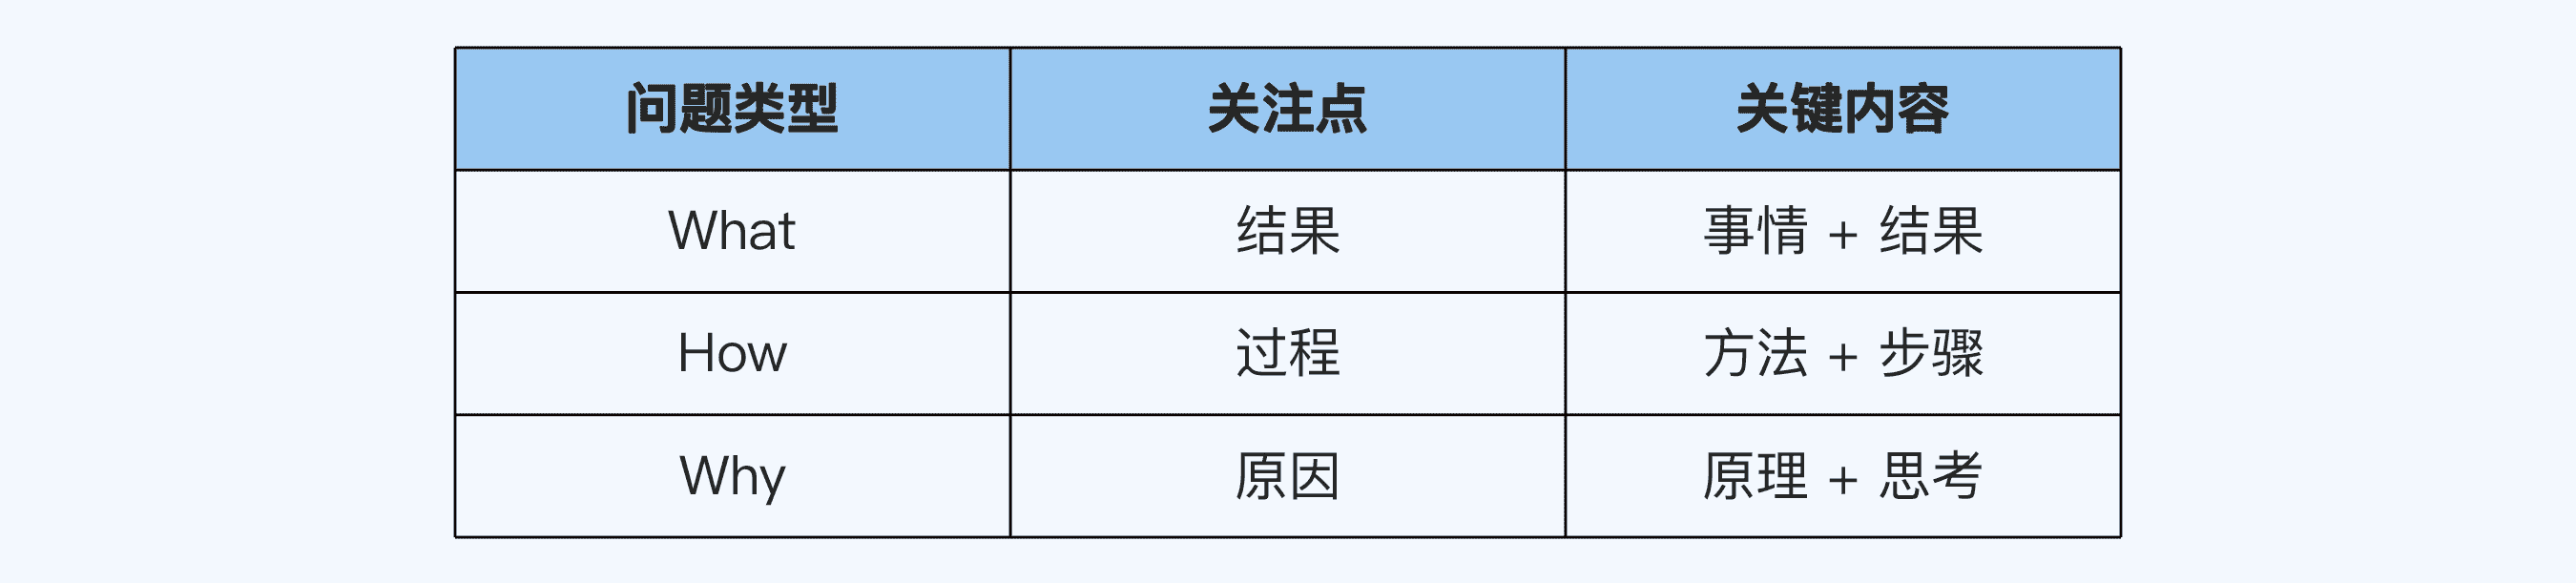 问题类型 关注点 关键内容
What 结果 事情 + 结果
How 过程 方法 + 步骤
Why 原因 原理 + 思考